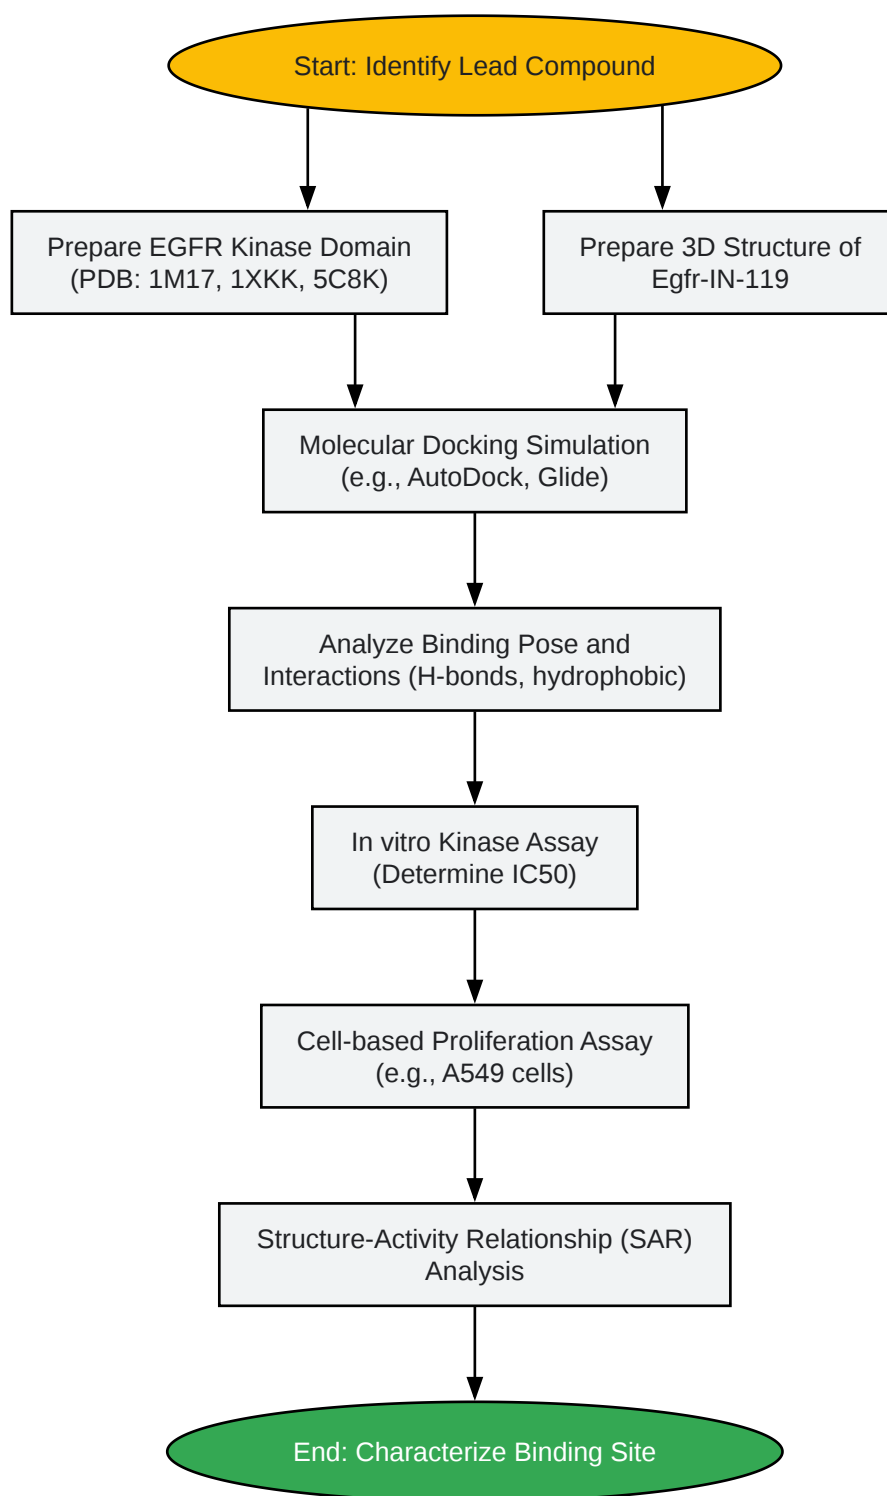 Start: Identify Lead Compound
Prepare EGFR Kinase Domain
(PDB: 1M17, 1XKK, 5C8K)
Prepare 3D Structure of
Egfr-IN-119
Molecular Docking Simulation
(e.g., AutoDock, Glide)
Analyze Binding Pose and
Interactions (H-bonds, hydrophobic)
In vitro Kinase Assay
(Determine IC50)
Cell-based Proliferation Assay
(e.g., A549 cells)
Structure-Activity Relationship (SAR)
Analysis
End: Characterize Binding Site